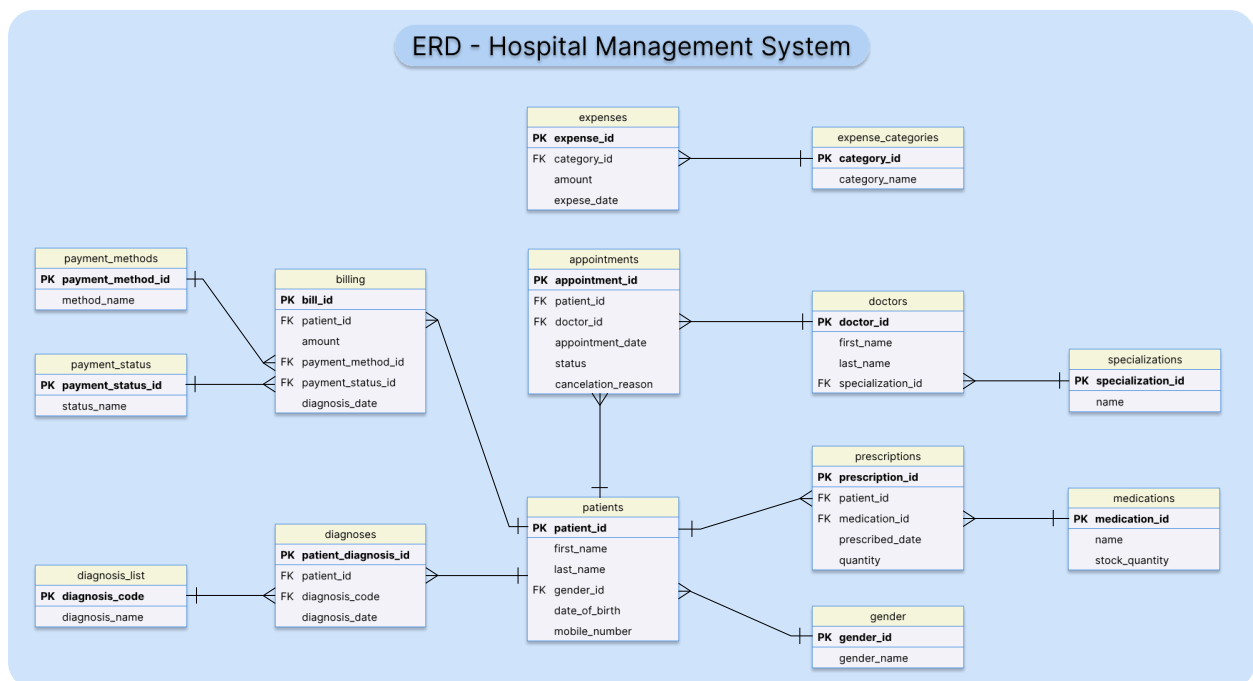 ERD - Hospital Management System
expenses
PK expense_id
FK category_id
amount
expese_date
expense_categories
PK category_id
category_name
payment_methods
PK payment_method_id
method_name
billing
PK bill_id
FK patient_id
amount
FK payment_method_id
FK payment_status_id
diagnosis_date
payment_status
PK payment_status_id
status_name
appointments
PK appointment_id
FK patient_id
FK doctor_id
appointment_date
status
cancelation_reason
doctors
PK doctor_id
first_name
last_name
FK specialization_id
specializations
PK specialization_id
name
prescriptions
PK prescription_id
FK patient_id
FK medication_id
prescribed_date
quantity
medications
PK medication_id
name
stock_quantity
patients
PK patient_id
first_name
last_name
FK gender_id
date_of_birth
mobile_number
diagnoses
PK patient_diagnosis_id
FK patient_id
FK diagnosis_code
diagnosis_date
diagnosis_list
PK diagnosis_code
diagnosis_name
gender
PK gender_id
gender_name